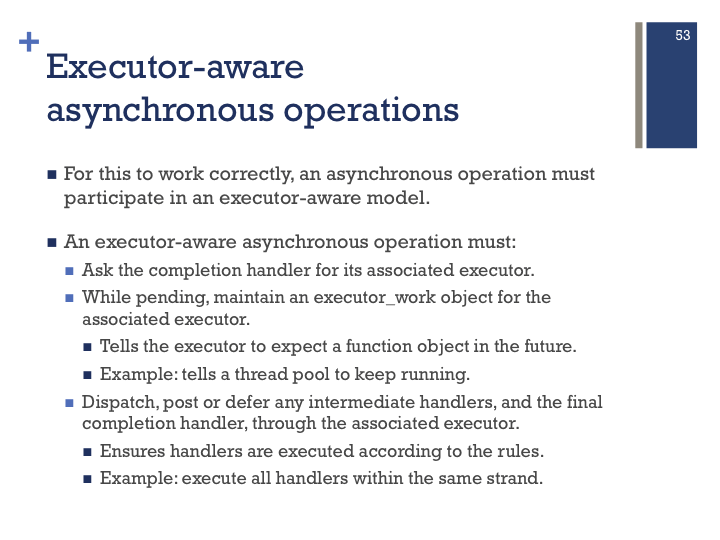 53
+
Executor-aware
asynchronous operations
■ For this to work correctly, an asynchronous operation must
participate in an executor-aware model.
■ An executor-aware asynchronous operation must:
■ Ask the completion handler for its associated executor.
■ While pending, maintain an executor_work object for the
associated executor.
■ Tells the executor to expect a function object in the future.
■ Example: tells a thread pool to keep running.
■ Dispatch, post or defer any intermediate handlers, and the final
completion handler, through the associated executor.
■ Ensures handlers are executed according to the rules.
■ Example: execute all handlers within the same strand.